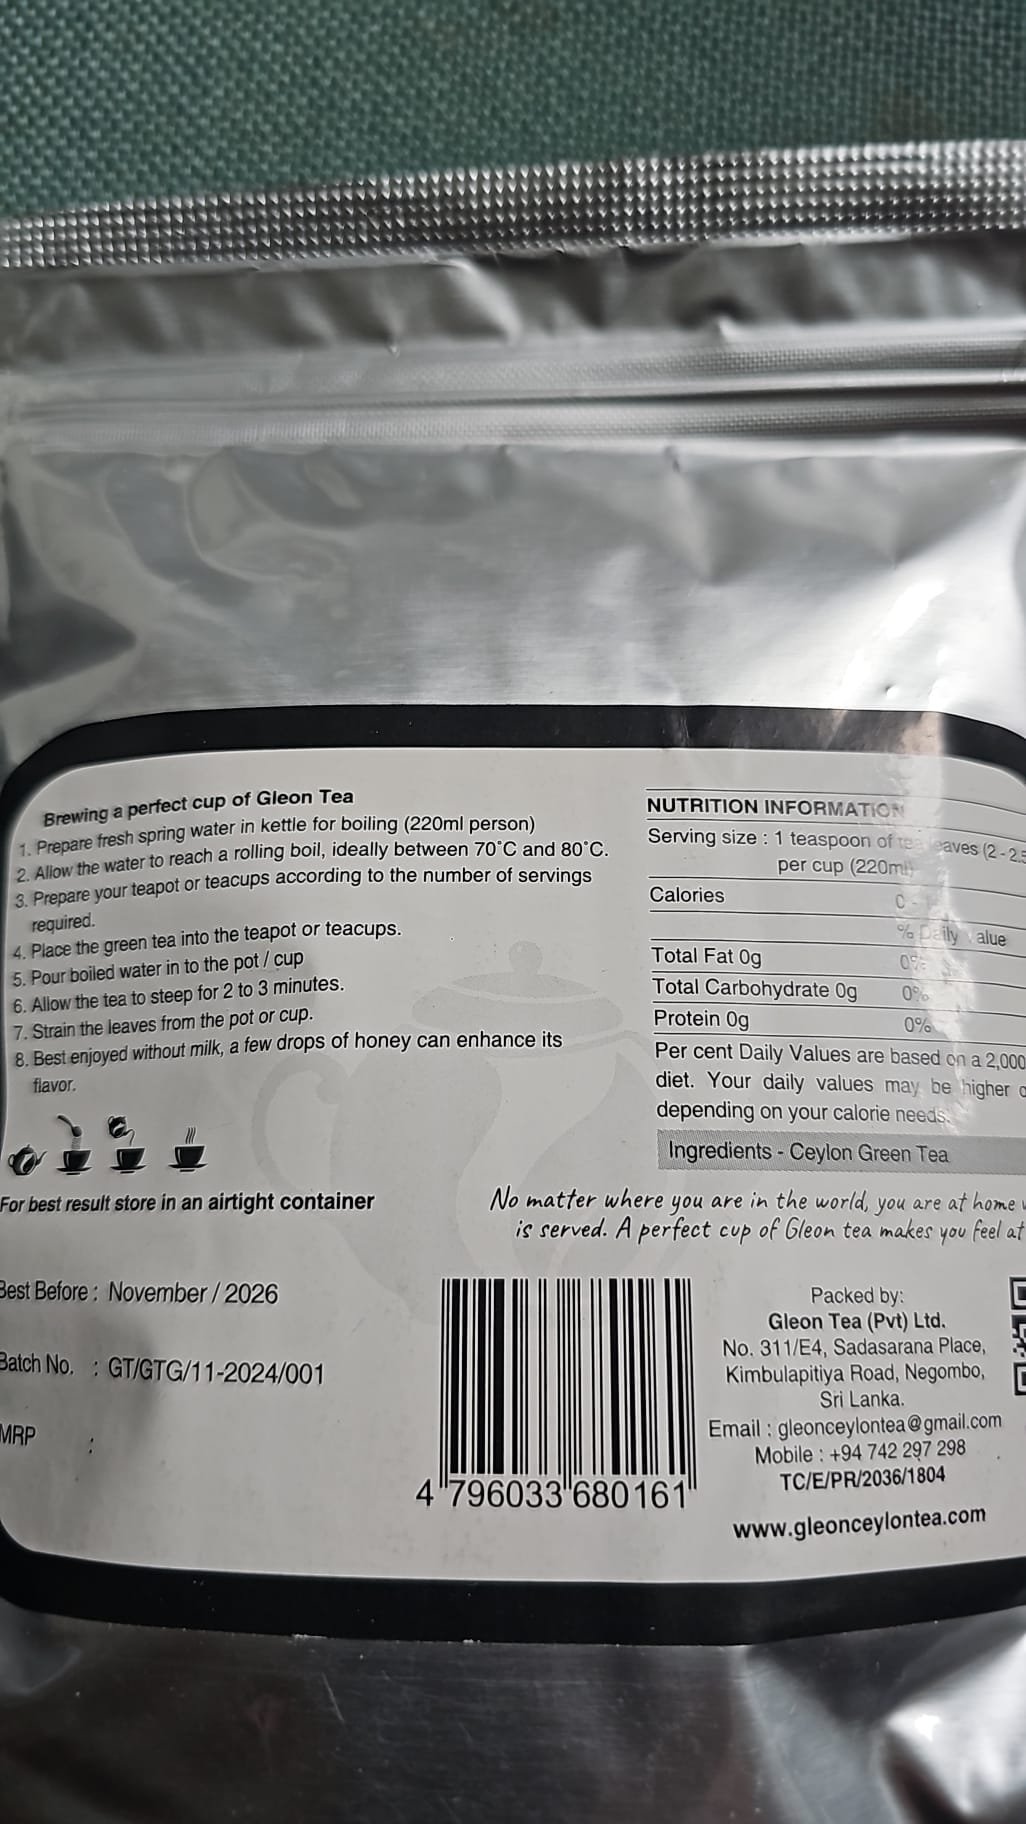 Brewing a perfect cup of Gleon Tea
1. Prepare fresh spring water in kettle for boiling (220ml person)
2. Allow the water to reach a rolling boil, ideally between 70°C and 80°C.
3. Prepare your teapot or teacups according to the number of servings
required.
4. Place the green tea into the teapot or teacups.
5. Pour boiled water in to the pot / cup
6. Allow the tea to steep for 2 to 3 minutes.
7. Strain the leaves from the pot or cup.
8. Best enjoyed without milk, a few drops of honey can enhance its
flavor.
For best result store in an airtight container
Best Before : November / 2026
Batch No. : GT/GTG/11-2024/001
MRP :
NUTRITION INFORMATION
Serving size : 1 teaspoon of tea leaves (2 - 2.5
per cup (220ml)
Calories 0 -
% Daily Value
Total Fat 0g 0%
Total Carbohydrate 0g 0%
Protein 0g 0%
Per cent Daily Values are based on a 2,000
diet. Your daily values may be higher
depending on your calorie needs.
Ingredients - Ceylon Green Tea
No matter where you are in the world, you are at home
is served. A perfect cup of Gleon tea makes you feel at
4 796033 680161
Packed by:
Gleon Tea (Pvt) Ltd.
No. 311/E4, Sadasarana Place,
Kimbulapitiya Road, Negombo,
Sri Lanka.
Email : gleonceylontea@gmail.com
Mobile : +94 742 297 298
TC/E/PR/2036/1804
www.gleonceylontea.com